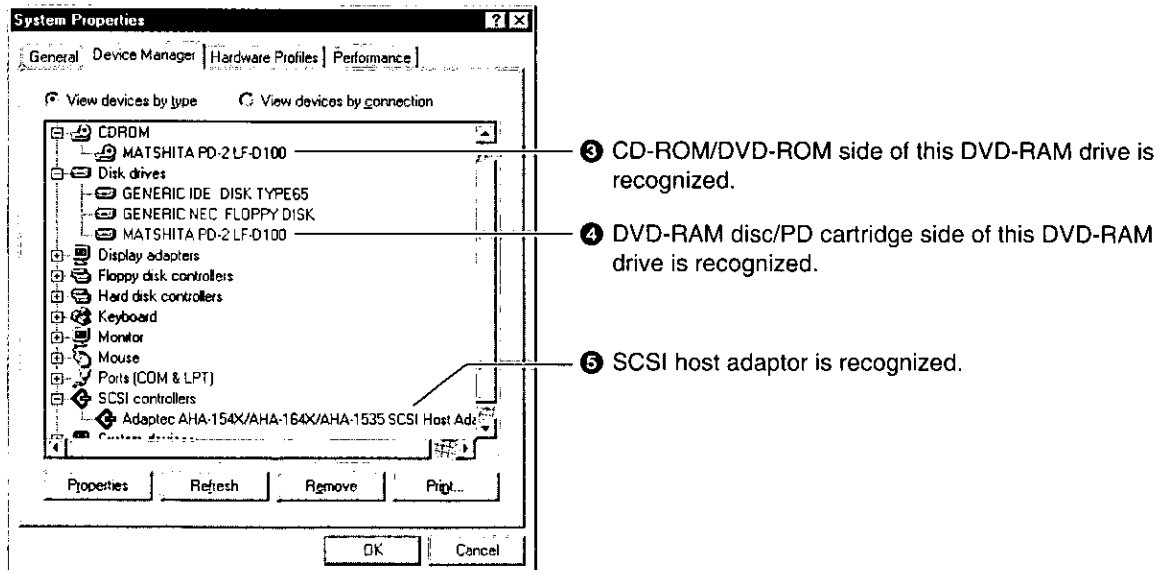 System Properties
General Device Manager Hardware Profiles Performance
View devices by type View devices by connection
CDROM
MATSHITA PD-2 LF-D100
Disk drives
GENERIC IDE DISK TYPE65
GENERIC NEC FLOPPY DISK
MATSHITA PD-2 LF-D100
Display adapters
Floppy disk controllers
Hard disk controllers
Keyboard
Monitor
Mouse
Ports (COM & LPT)
SCSI controllers
Adaptec AHA-154X/AHA-164X/AHA-1535 SCSI Host Ada
System devices
Properties Refresh Remove Print...
OK Cancel
❸ CD-ROM/DVD-ROM side of this DVD-RAM drive is
recognized.
❹ DVD-RAM disc/PD cartridge side of this DVD-RAM
drive is recognized.
❺ SCSI host adaptor is recognized.